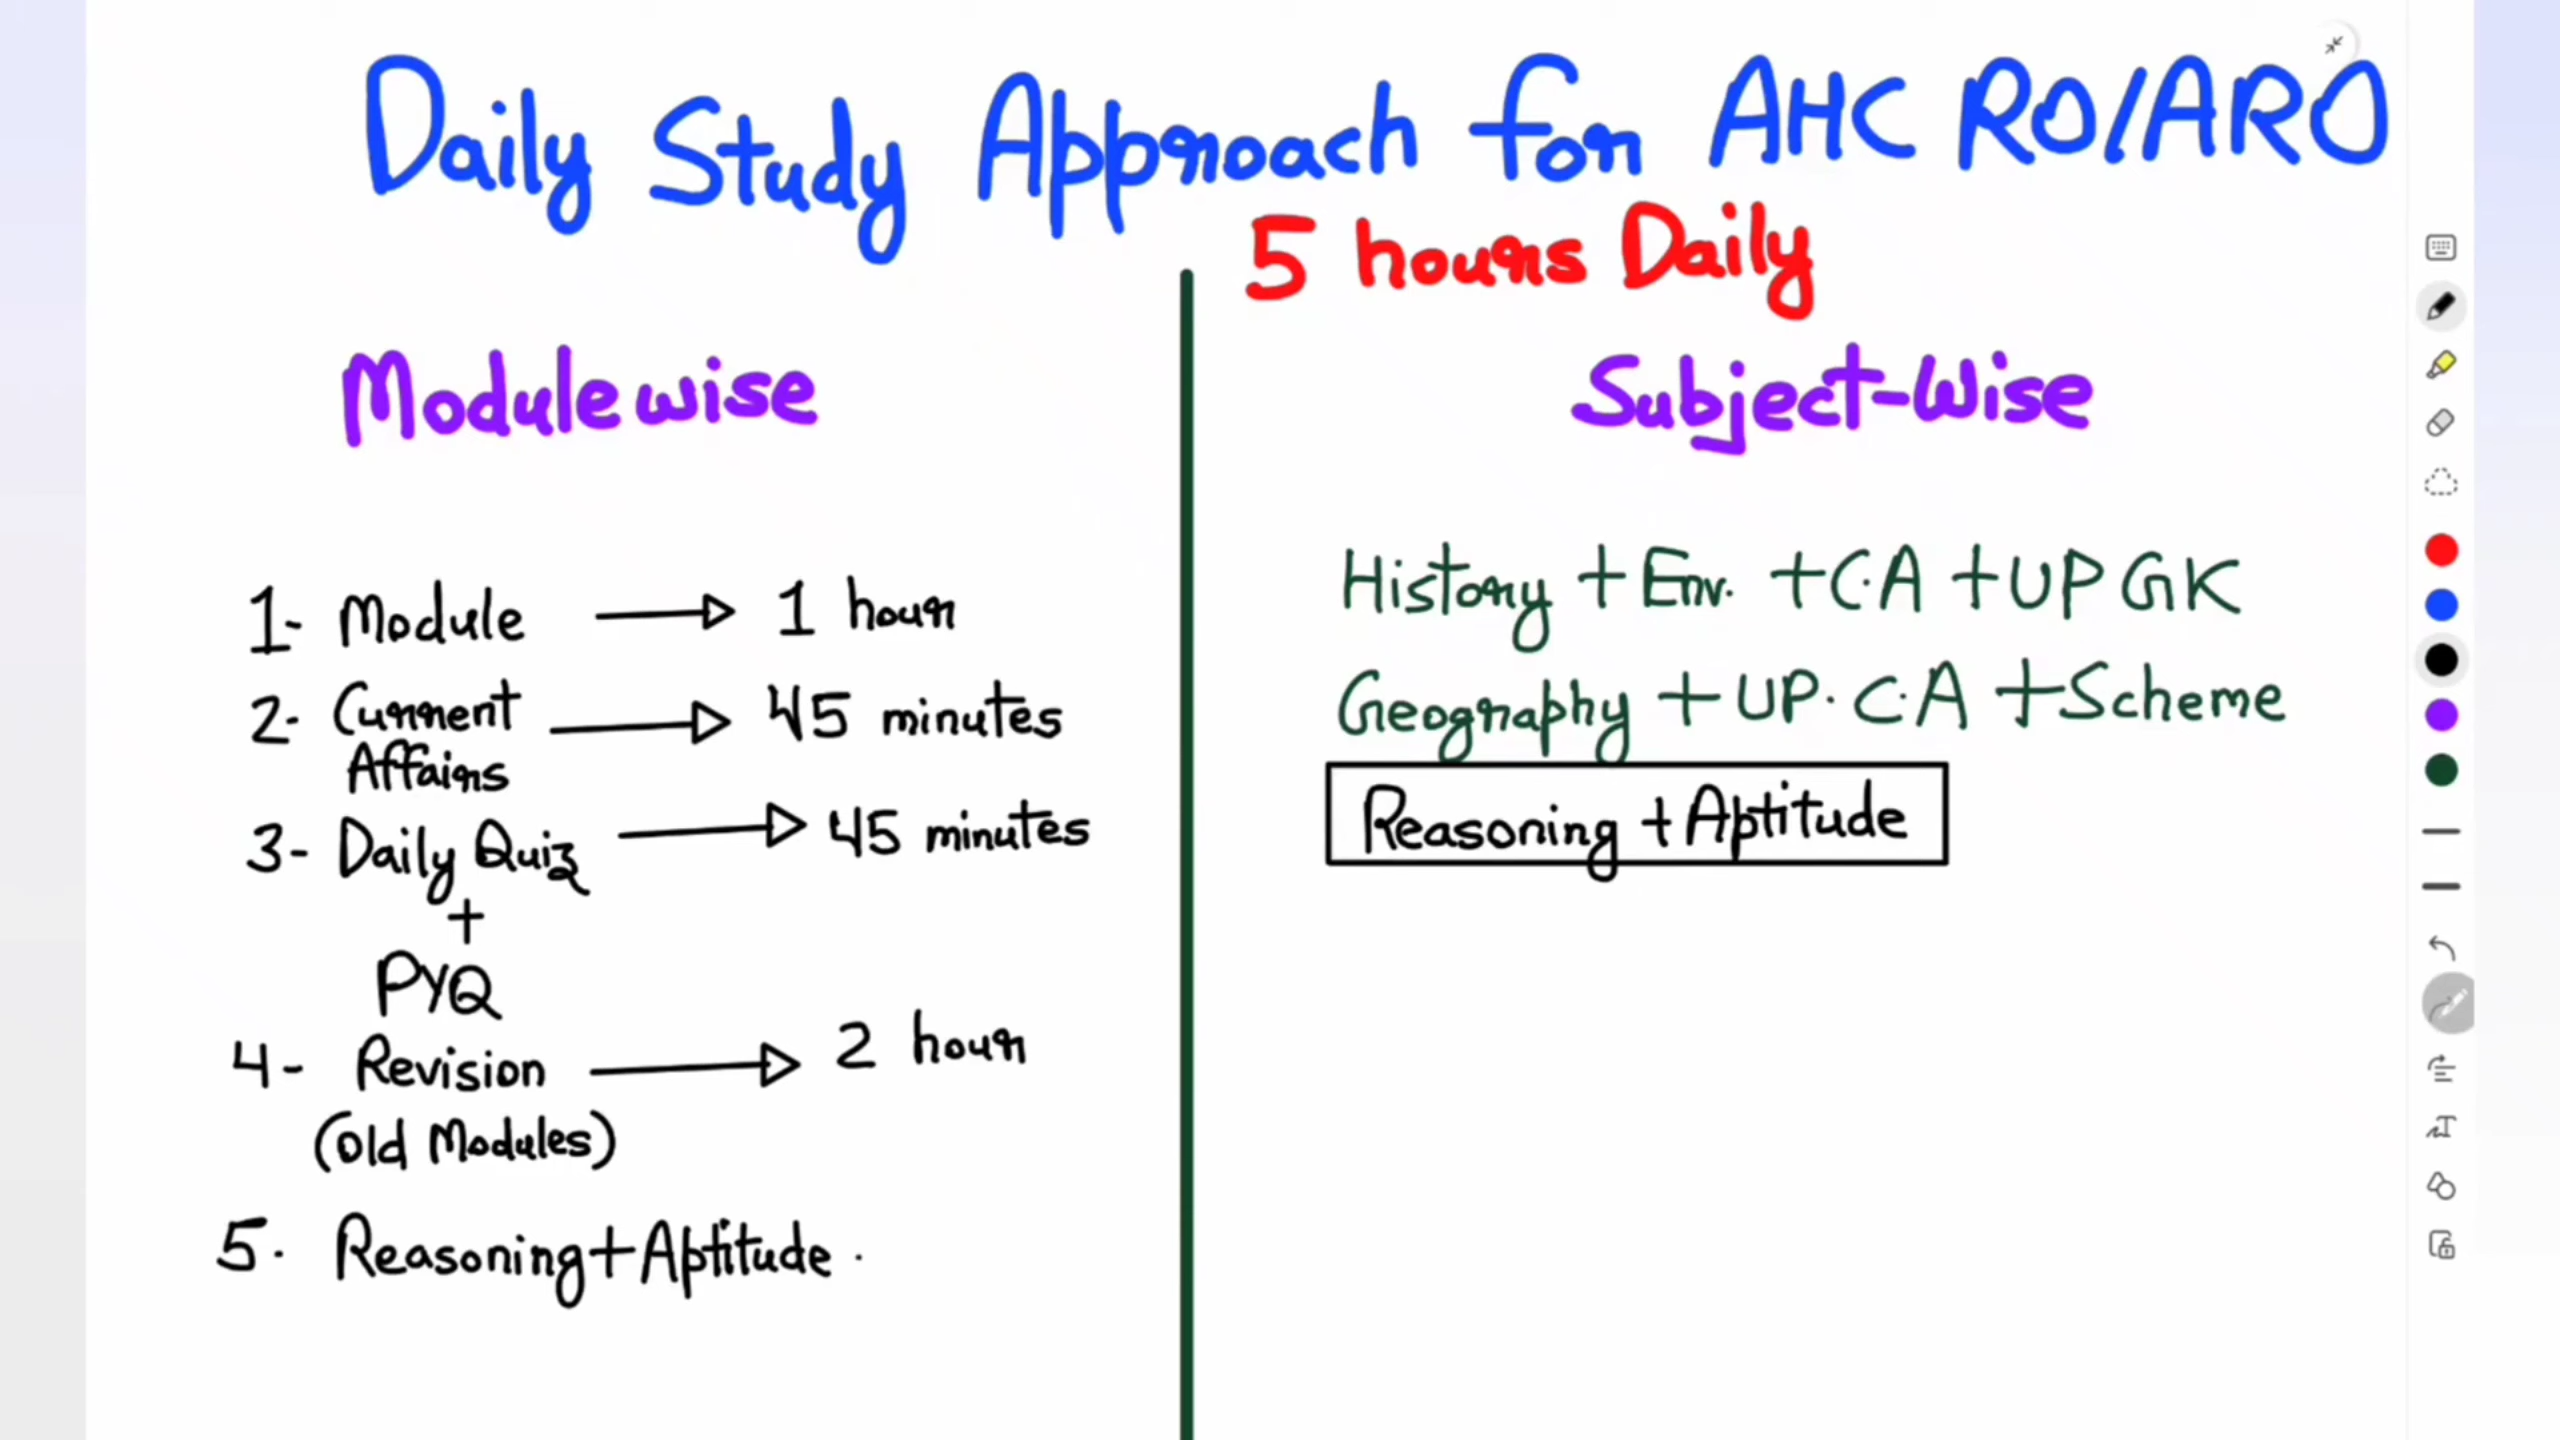 Daily Study Approach for AHC RO/ARO
5 hours Daily
Modulewise
1- Module → 1 hour
2- Current Affairs → 45 minutes
3- Daily Quiz → 45 minutes
+
PYQ
4- Revision → 2 hour
(Old Modules)
5. Reasoning+Aptitude .
Subject-Wise
History + Env. + C.A + UP GK
Geography + UP. C.A + Scheme
Reasoning + Aptitude